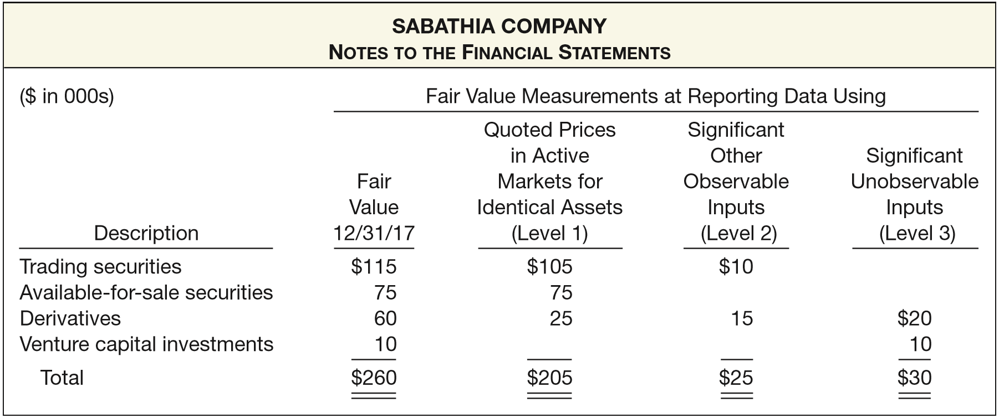 SABATHIA COMPANY
NOTES TO THE FINANCIAL STATEMENTS
($ in 000s) Fair Value Measurements at Reporting Data Using
Quoted Prices Significant
in Active Other Significant
Fair Markets for Observable Unobservable
Value Identical Assets Inputs Inputs
Description 12/31/17 (Level 1) (Level 2) (Level 3)
Trading securities $115 $105 $10
Available-for-sale securities 75 75
Derivatives 60 25 15 $20
Venture capital investments 10 10
Total $260 $205 $25 $30